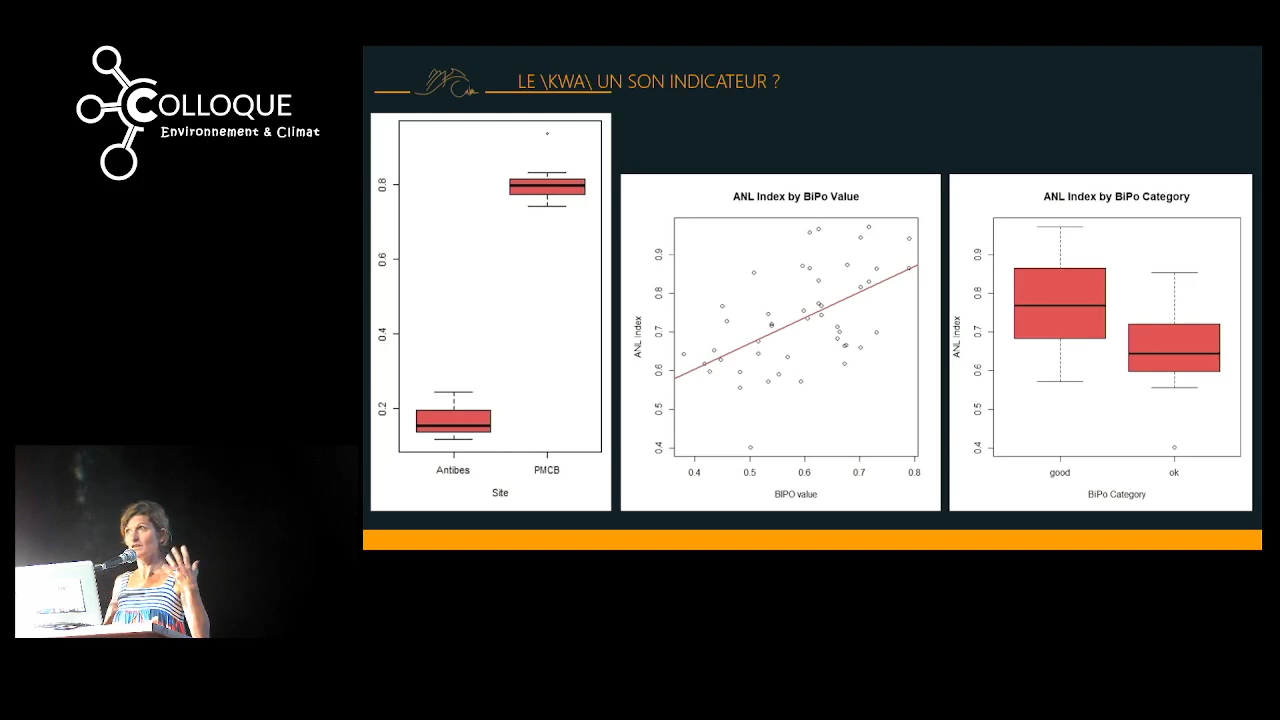 COLLOQUE
Environnement & Climat
LE \KWA\ UN SON INDICATEUR ?
0.8
0.6
0.4
0.2
Antibes
PMCB
Site
ANL Index by BiPo Value
ANL Index
0.9
0.8
0.7
0.6
0.5
0.4
0.4
0.5
0.6
0.7
0.8
BIPO value
ANL Index by BiPo Category
ANL Index
0.9
0.8
0.7
0.6
0.5
0.4
good
ok
BiPo Category